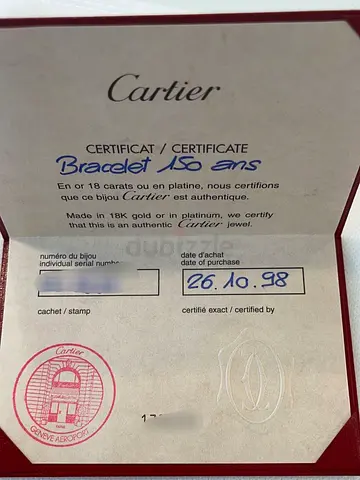 Cartier
CERTIFICAT / CERTIFICATE
Bracelet 150 ans
En or 18 carats ou en platine, nous certifions
que ce bijou Cartier est authentique.
Made in 18K gold or in platinum, we certify
that this is an authentic Cartier jewel.
dubizzle
numéro du bijou
individual serial number
date d'achat
date of purchase
26.10.98
cachet / stamp
certifié exact / certified by
Cartier
GENEVE AEROPORT